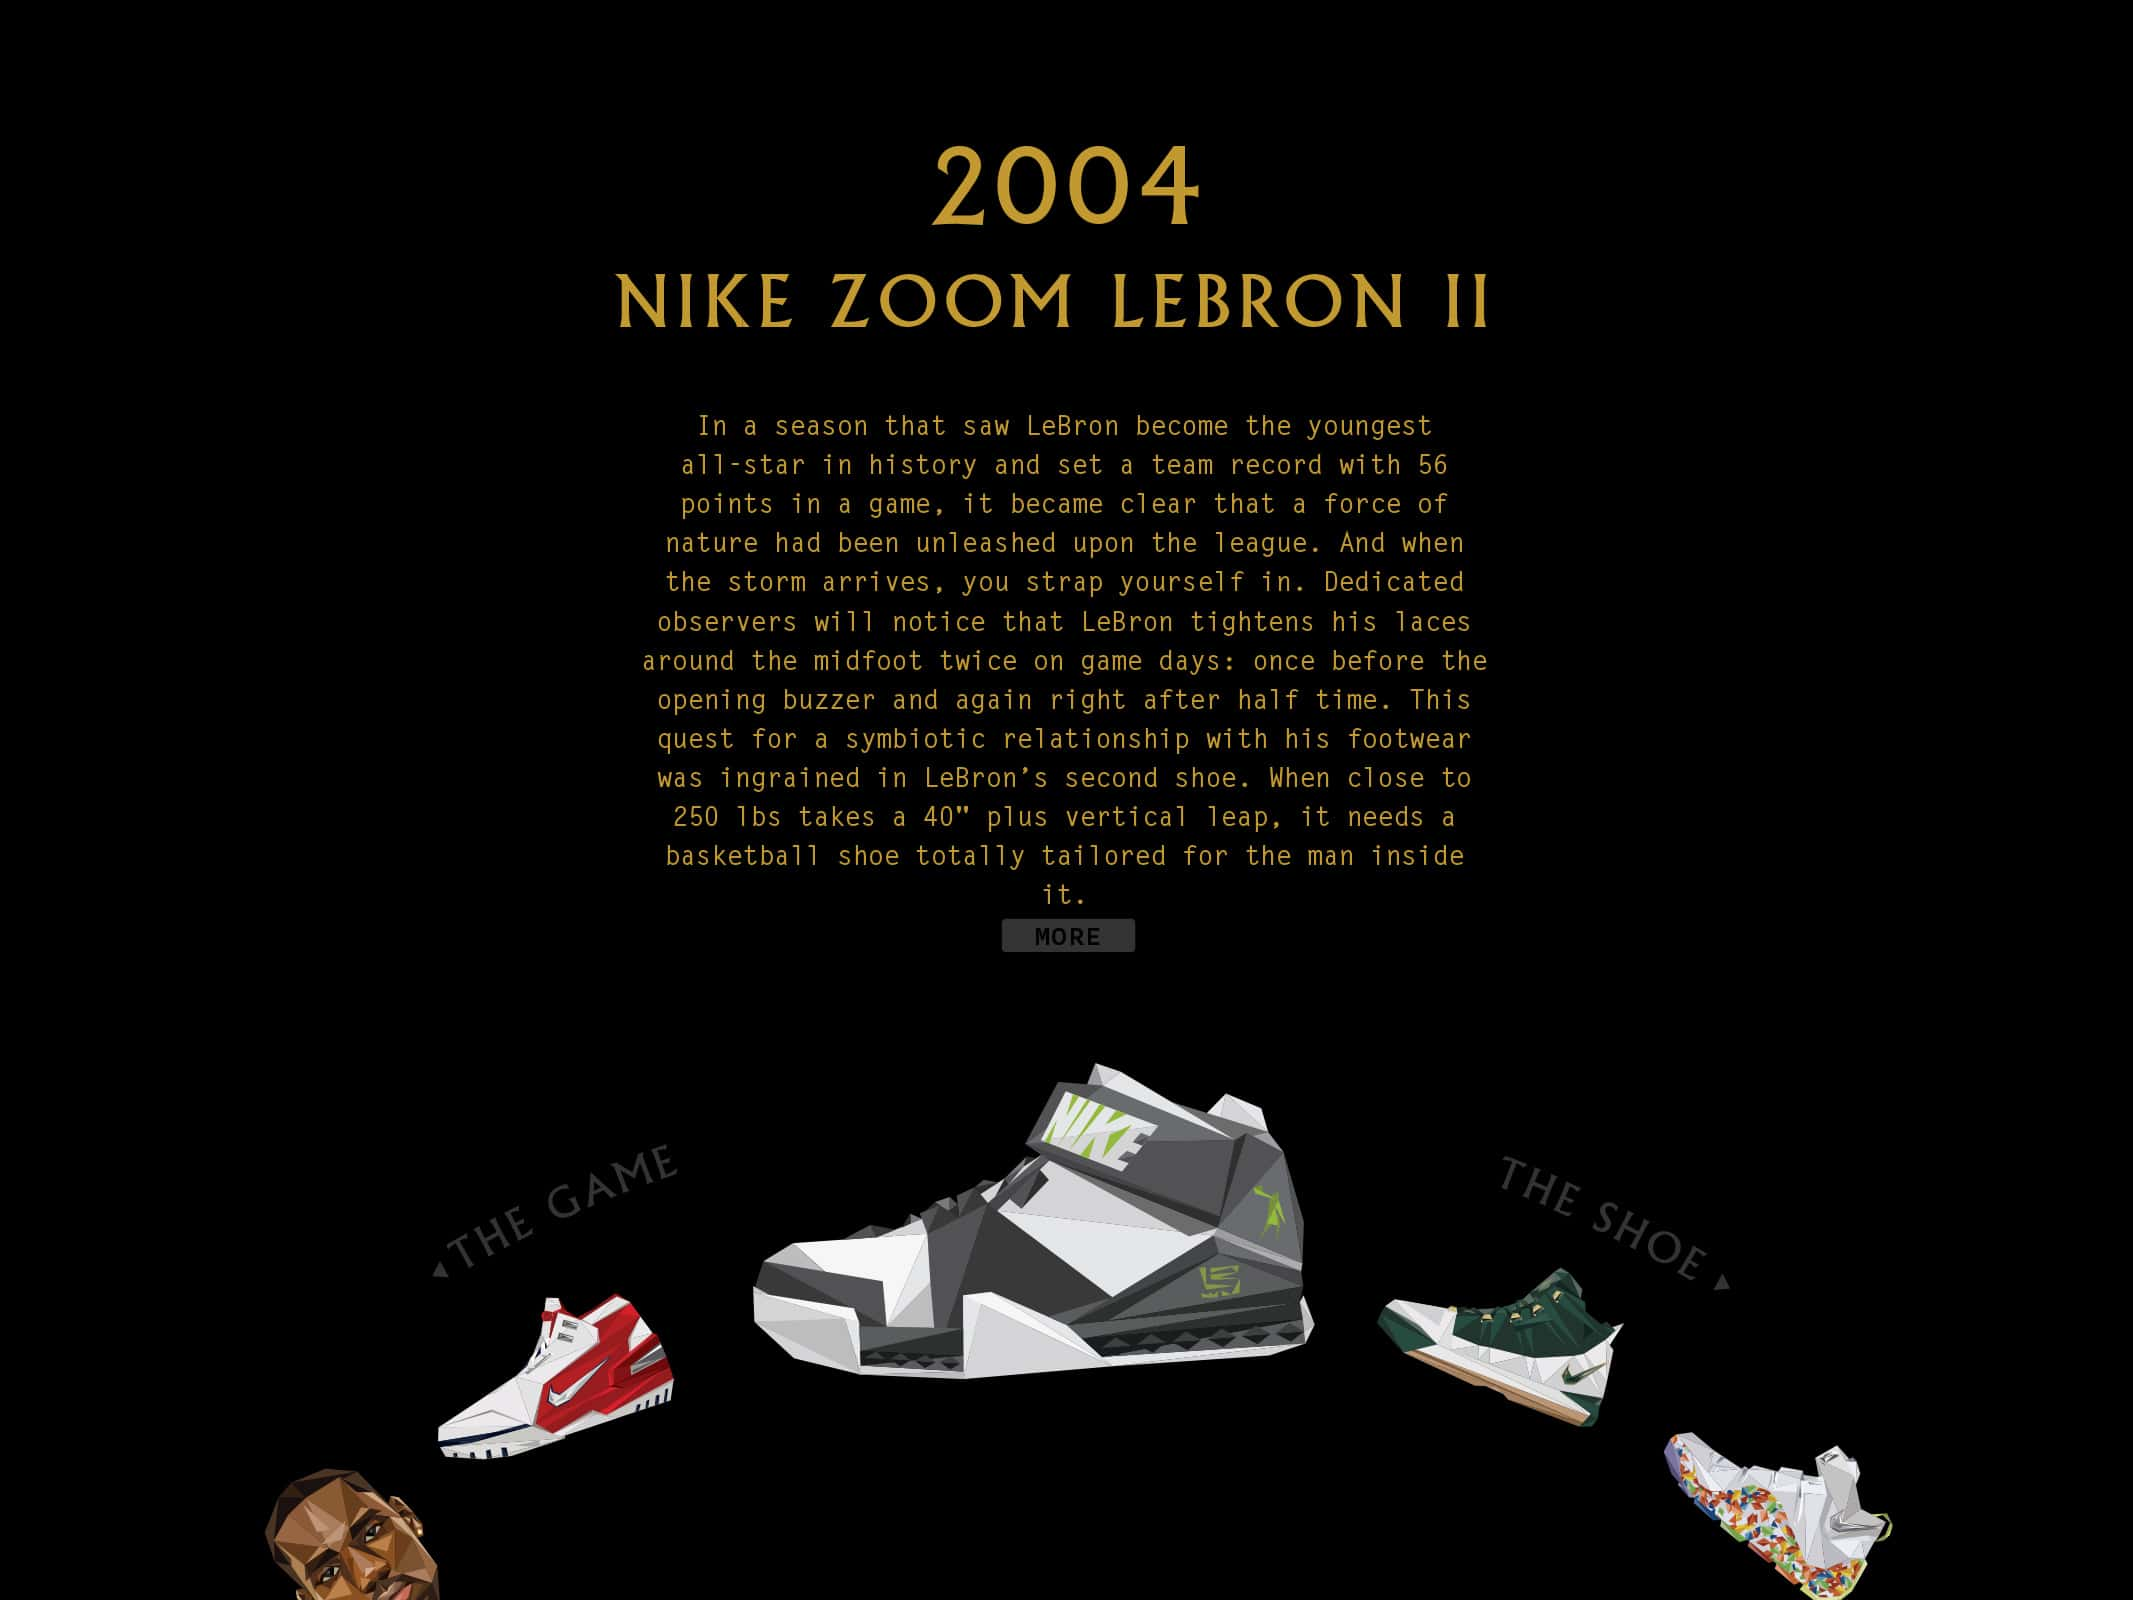 2004
NIKE ZOOM LEBRON II
In a season that saw LeBron become the youngest
all-star in history and set a team record with 56
points in a game, it became clear that a force of
nature had been unleashed upon the league. And when
the storm arrives, you strap yourself in. Dedicated
observers will notice that LeBron tightens his laces
around the midfoot twice on game days: once before the
opening buzzer and again right after half time. This
quest for a symbiotic relationship with his footwear
was ingrained in LeBron’s second shoe. When close to
250 lbs takes a 40" plus vertical leap, it needs a
basketball shoe totally tailored for the man inside
it.
MORE
THE GAME
THE SHOE
NIKE